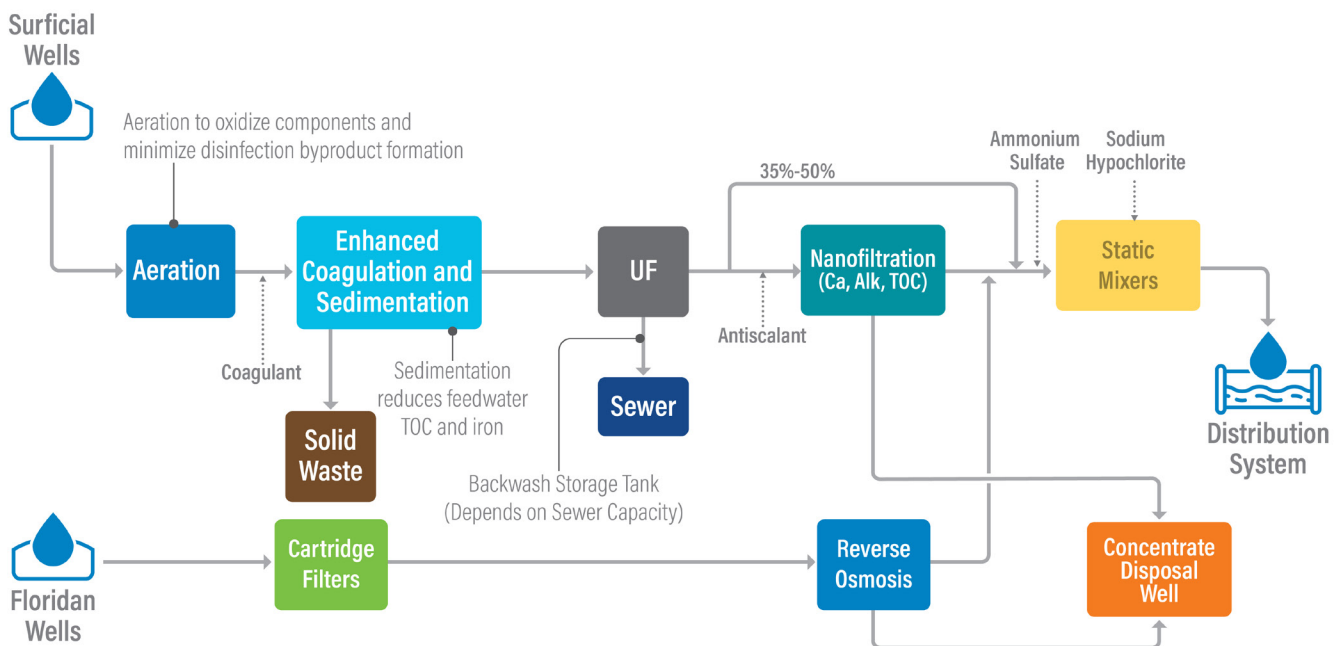 Surficial
Wells
Aeration to oxidize components and
minimize disinfection byproduct formation
Ammonium
Sulfate
Sodium
Hypochlorite
35%-50%
Aeration
Enhanced
Coagulation and
Sedimentation
UF
Nanofiltration
(Ca, Alk, TOC)
Static
Mixers
Coagulant
Antiscalant
Sedimentation
reduces feedwater
TOC and iron
Sewer
Solid
Waste
Distribution
System
Backwash Storage Tank
(Depends on Sewer Capacity)
Floridan
Wells
Cartridge
Filters
Reverse
Osmosis
Concentrate
Disposal
Well